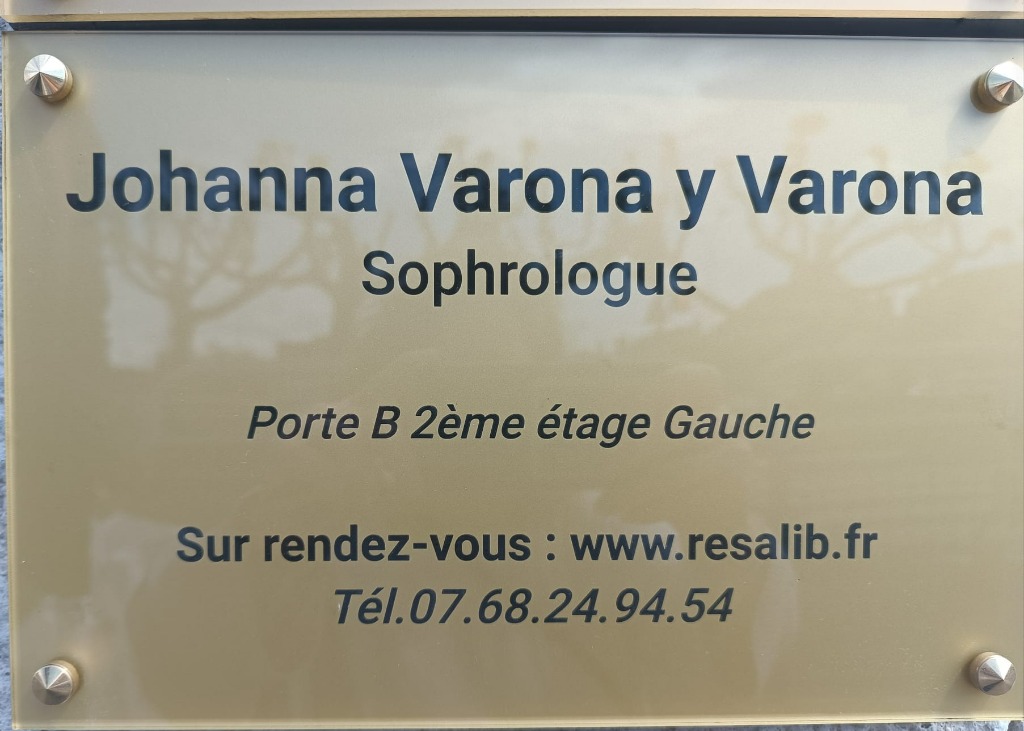 Johanna Varona y Varona
Sophrologue
Porte B 2ème étage Gauche
Sur rendez-vous : www.resalib.fr
Tél.07.68.24.94.54